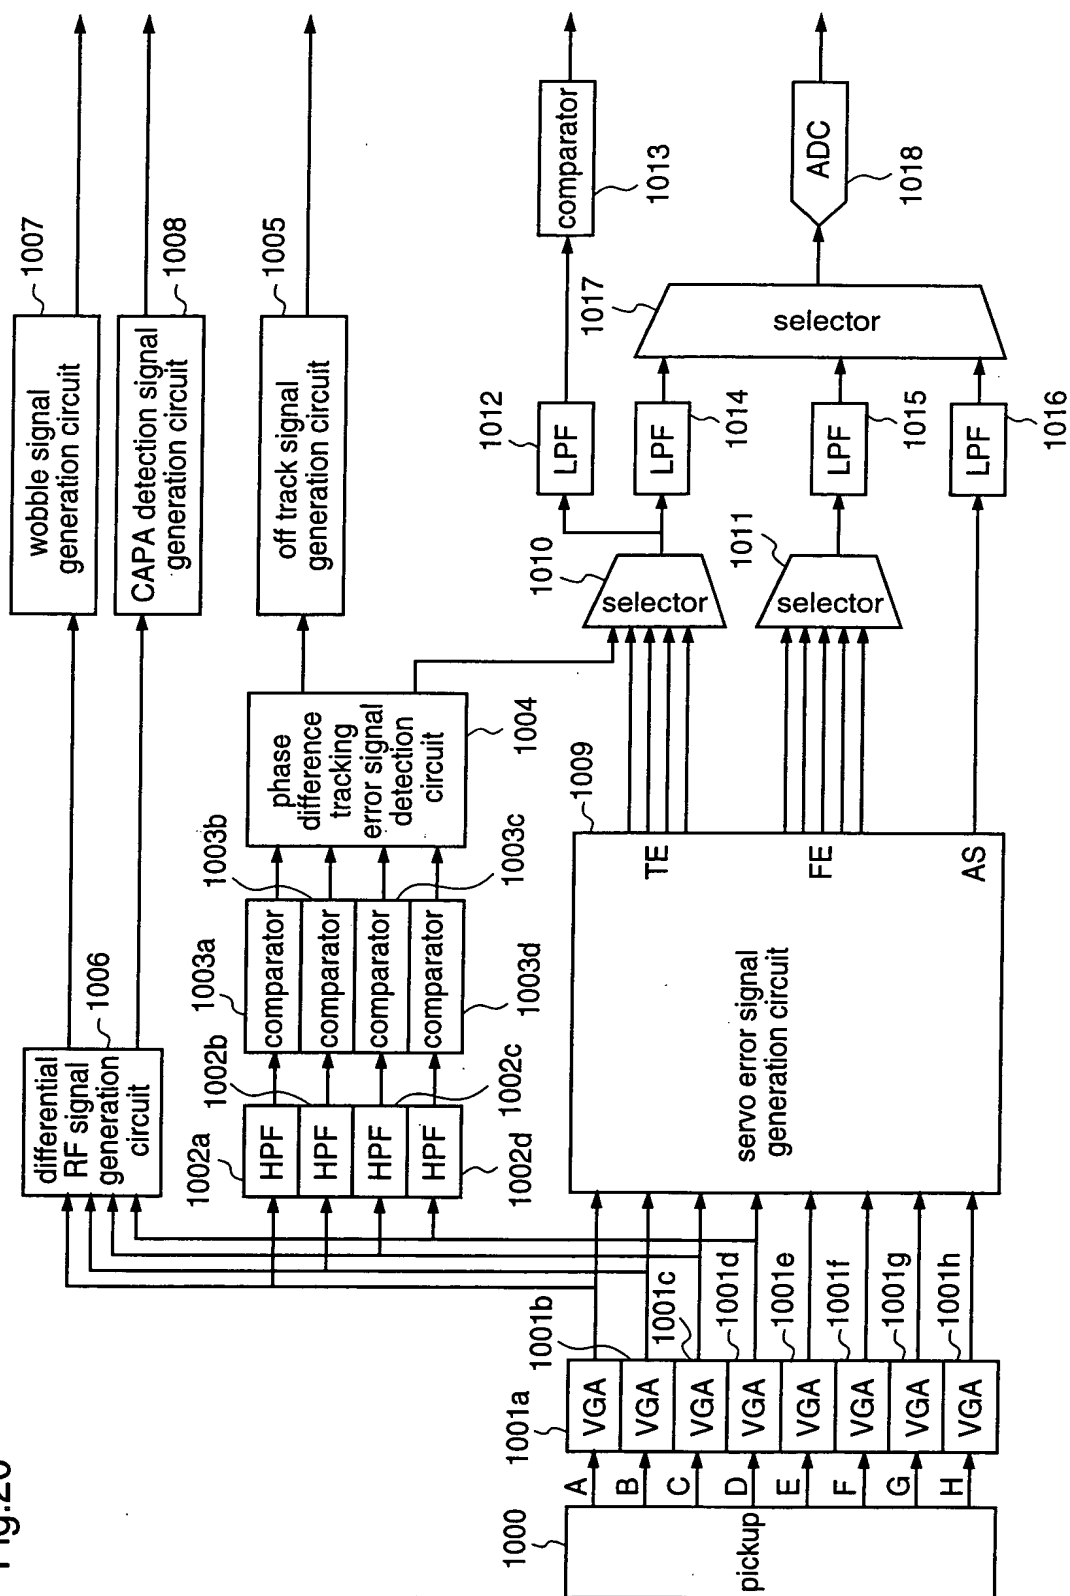 1000
pickup
A
B
C
D
E
F
G
H
1001a
1001b
1001c
1001d
1001e
1001f
1001g
1001h
VGA
VGA
VGA
VGA
VGA
VGA
VGA
VGA
differential
RF signal
generation
circuit
1006
1002a
1002b
1002c
1002d
HPF
HPF
HPF
HPF
1003a
1003b
1003c
1003d
comparator
comparator
comparator
comparator
phase
difference
tracking
error signal
detection
circuit
1004
servo error signal
generation circuit
1009
TE
FE
AS
wobble signal
generation circuit
1007
CAPA detection signal
generation circuit
1008
off track signal
generation circuit
1005
selector
1010
selector
1011
LPF
1012
LPF
1014
LPF
1015
LPF
1016
comparator
1013
selector
1017
ADC
1018